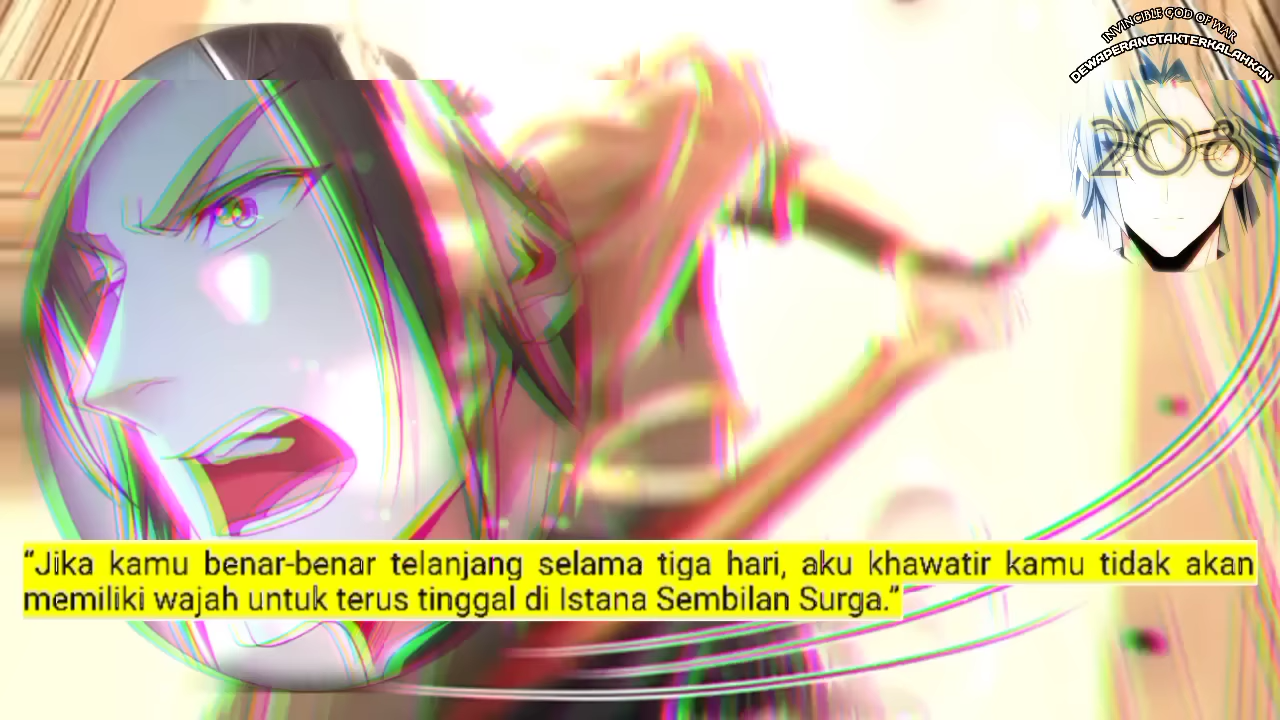 INVINCIBLE GOD OF WAR
DEWAPERANGTAKTERKALAHKAN
208
“Jika kamu benar-benar telanjang selama tiga hari, aku khawatir kamu tidak akan
memiliki wajah untuk terus tinggal di Istana Sembilan Surga.”